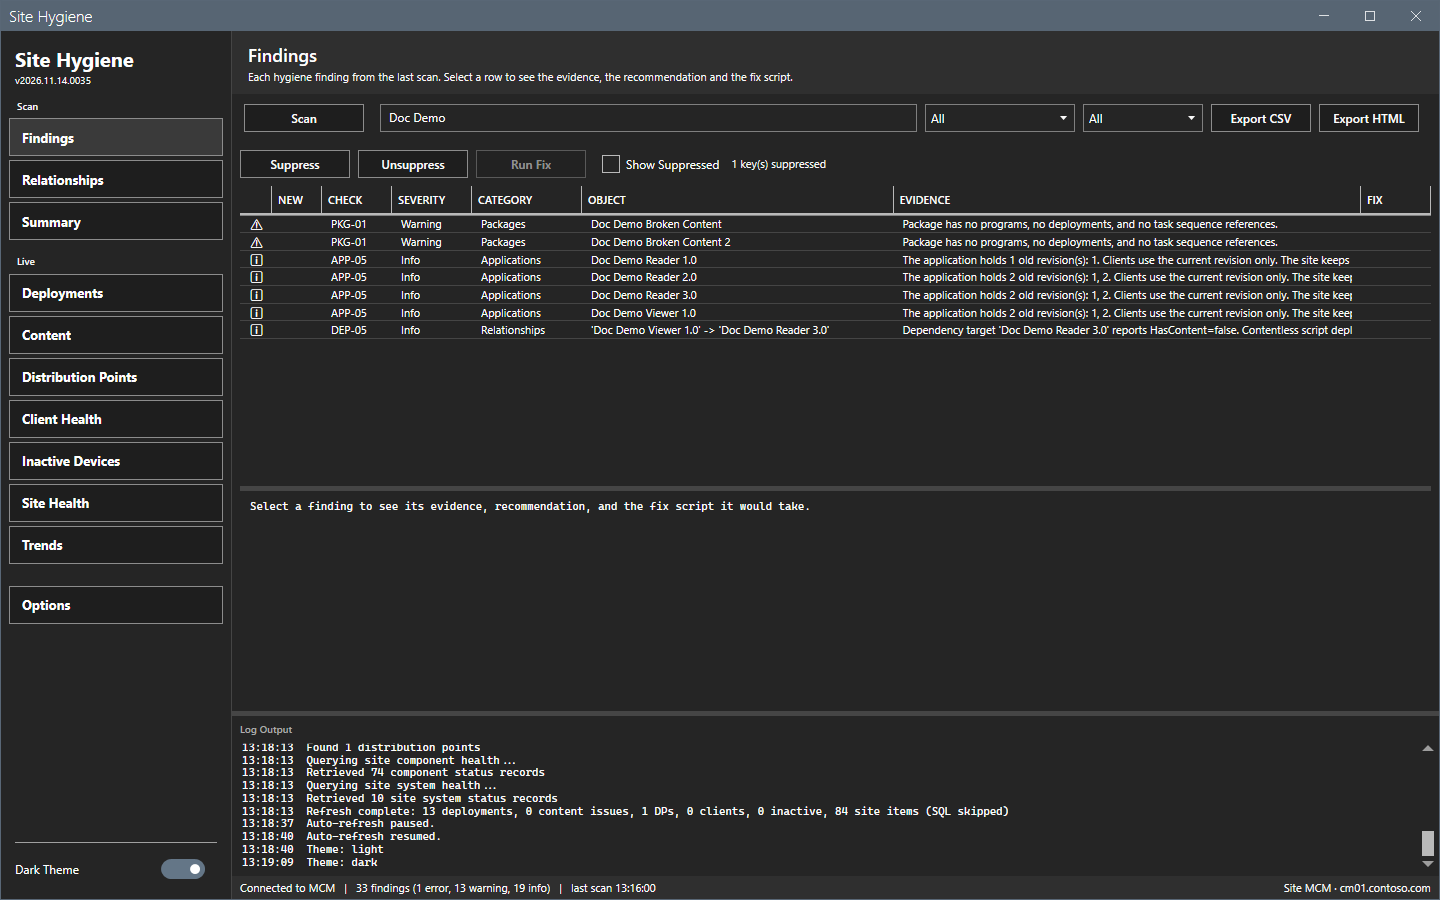 Site Hygiene
Site Hygiene
v2026.11.14.0035
Scan
Findings
Relationships
Summary
Live
Deployments
Content
Distribution Points
Client Health
Inactive Devices
Site Health
Trends
Options
Dark Theme
Findings
Each hygiene finding from the last scan. Select a row to see the evidence, the recommendation and the fix script.
Scan Doc Demo All All Export CSV Export HTML
Suppress Unsuppress Run Fix Show Suppressed 1 key(s) suppressed
NEW CHECK SEVERITY CATEGORY OBJECT EVIDENCE FIX
PKG-01 Warning Packages Doc Demo Broken Content Package has no programs, no deployments, and no task sequence references.
PKG-01 Warning Packages Doc Demo Broken Content 2 Package has no programs, no deployments, and no task sequence references.
APP-05 Info Applications Doc Demo Reader 1.0 The application holds 1 old revision(s): 1. Clients use the current revision only. The site keeps
APP-05 Info Applications Doc Demo Reader 2.0 The application holds 2 old revision(s): 1, 2. Clients use the current revision only. The site keep
APP-05 Info Applications Doc Demo Reader 3.0 The application holds 2 old revision(s): 1, 2. Clients use the current revision only. The site keep
APP-05 Info Applications Doc Demo Viewer 1.0 The application holds 2 old revision(s): 1, 2. Clients use the current revision only. The site keep
DEP-05 Info Relationships 'Doc Demo Viewer 1.0' -> 'Doc Demo Reader 3.0' Dependency target 'Doc Demo Reader 3.0' reports HasContent=false. Contentless script depl
Select a finding to see its evidence, recommendation, and the fix script it would take.
Log Output
13:18:13 Found 1 distribution points
13:18:13 Querying site component health...
13:18:13 Retrieved 74 component status records
13:18:13 Querying site system health...
13:18:13 Retrieved 10 site system status records
13:18:13 Refresh complete: 13 deployments, 0 content issues, 1 DPs, 0 clients, 0 inactive, 84 site items (SQL skipped)
13:18:37 Auto-refresh paused.
13:18:40 Auto-refresh resumed.
13:18:40 Theme: light
13:19:09 Theme: dark
Connected to MCM | 33 findings (1 error, 13 warning, 19 info) | last scan 13:16:00
Site MCM · cm01.contoso.com